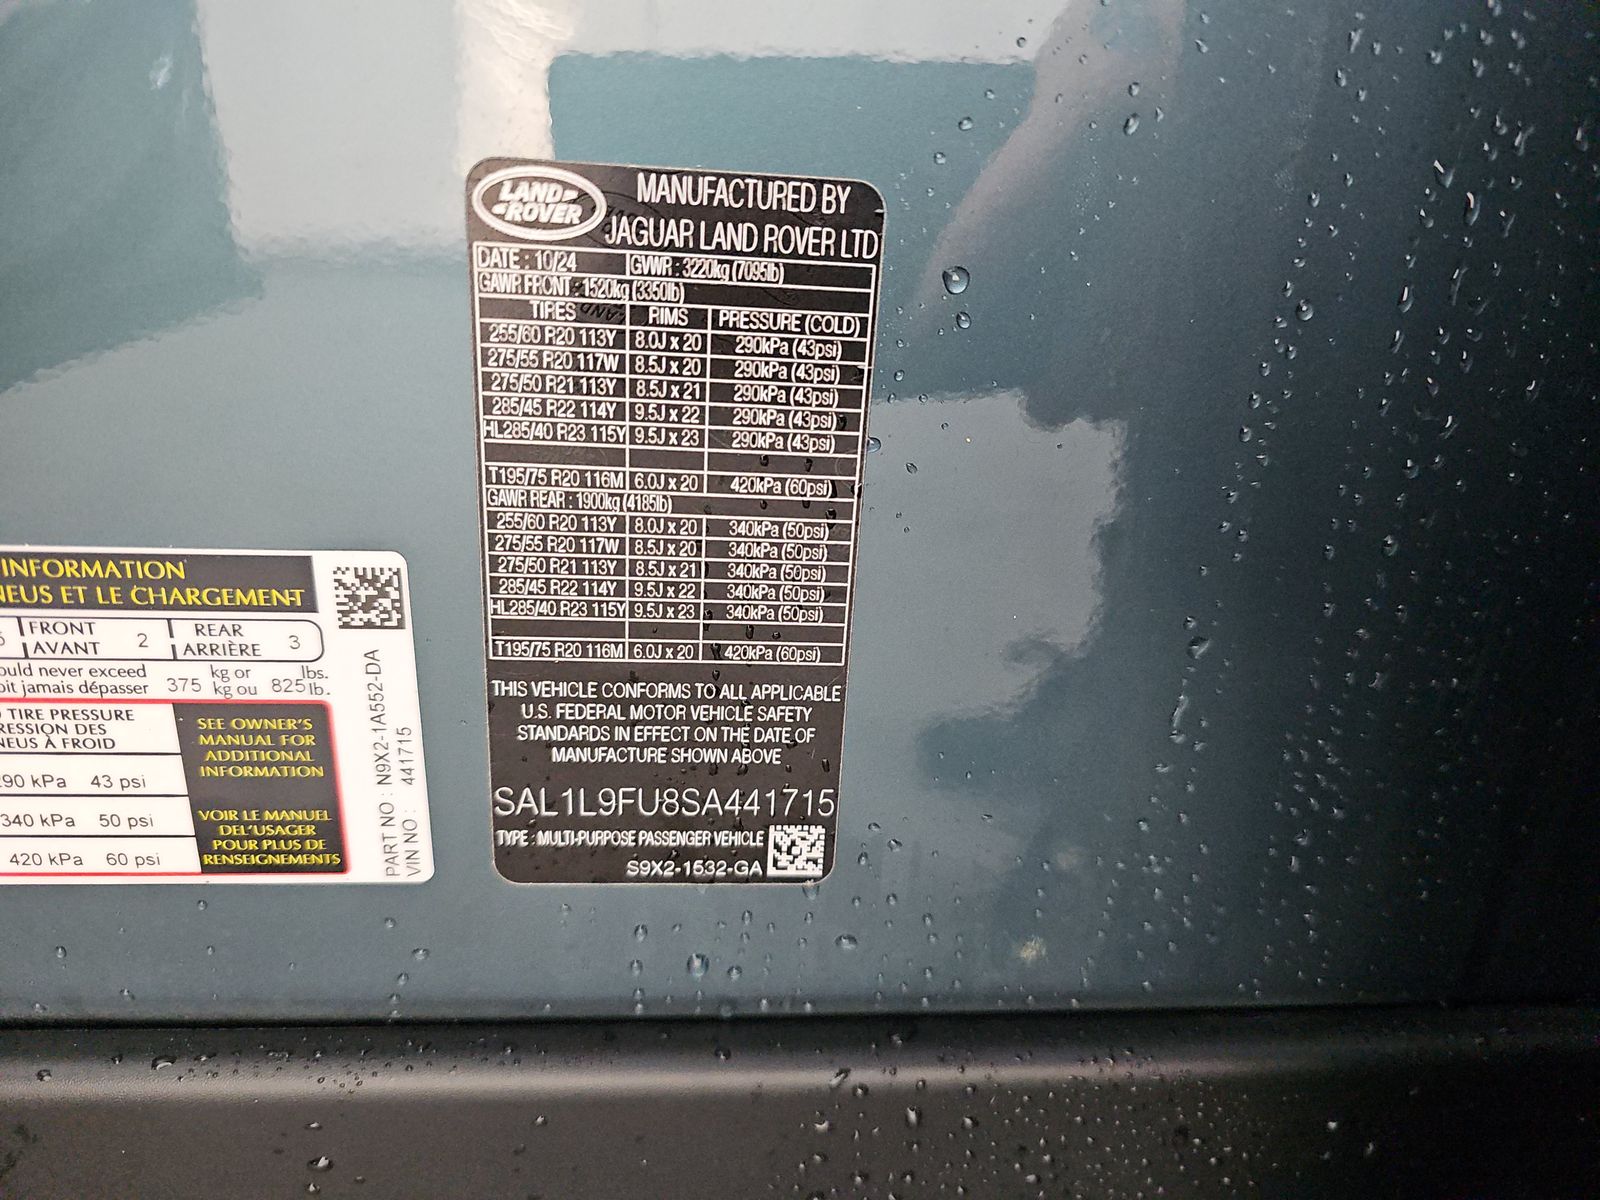 LAND
ROVER
MANUFACTURED BY
JAGUAR LAND ROVER LTD
DATE : 10/24 GVWR : 3220kg (7095lb)
GAWR FRONT : 1520kg (3350lb)
TIRES RIMS PRESSURE (COLD)
255/60 R20 113Y 8.0J x 20 290kPa (43psi)
275/55 R20 117W 8.5J x 20 290kPa (43psi)
275/50 R21 113Y 8.5J x 21 290kPa (43psi)
285/45 R22 114Y 9.5J x 22 290kPa (43psi)
HL285/40 R23 115Y 9.5J x 23 290kPa (43psi)
T195/75 R20 116M 6.0J x 20 420kPa (60psi)
GAWR REAR : 1900kg (4185lb)
255/60 R20 113Y 8.0J x 20 340kPa (50psi)
275/55 R20 117W 8.5J x 20 340kPa (50psi)
275/50 R21 113Y 8.5J x 21 340kPa (50psi)
285/45 R22 114Y 9.5J x 22 340kPa (50psi)
HL285/40 R23 115Y 9.5J x 23 340kPa (50psi)
T195/75 R20 116M 6.0J x 20 420kPa (60psi)
THIS VEHICLE CONFORMS TO ALL APPLICABLE
U.S. FEDERAL MOTOR VEHICLE SAFETY
STANDARDS IN EFFECT ON THE DATE OF
MANUFACTURE SHOWN ABOVE
SAL1L9FU8SA441715
TYPE : MULTI-PURPOSE PASSENGER VEHICLE
S9X2-1532-GA
INFORMATION
NEUS ET LE CHARGEMENT
FRONT 2 REAR 3
AVANT ARRIÈRE
ould never exceed 375 kg or 825 lbs.
oit jamais dépasser kg ou lb.
TIRE PRESSURE
RESSION DES
NEUS À FROID
290 kPa 43 psi
340 kPa 50 psi
420 kPa 60 psi
SEE OWNER'S
MANUAL FOR
ADDITIONAL
INFORMATION
VOIR LE MANUEL
DEL'USAGER
POUR PLUS DE
RENSEIGNEMENTS
PART NO : N9X2-1A552-DA
VIN NO : 441715